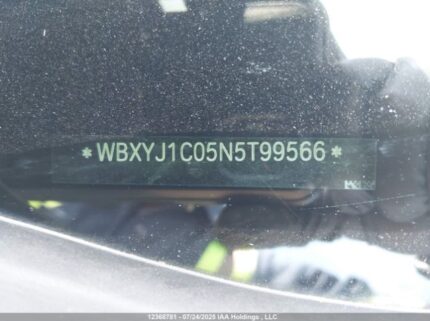 *WBXYJ1C05N5T99566*
12368781 - 07/24/2025 IAA Holdings, LLC